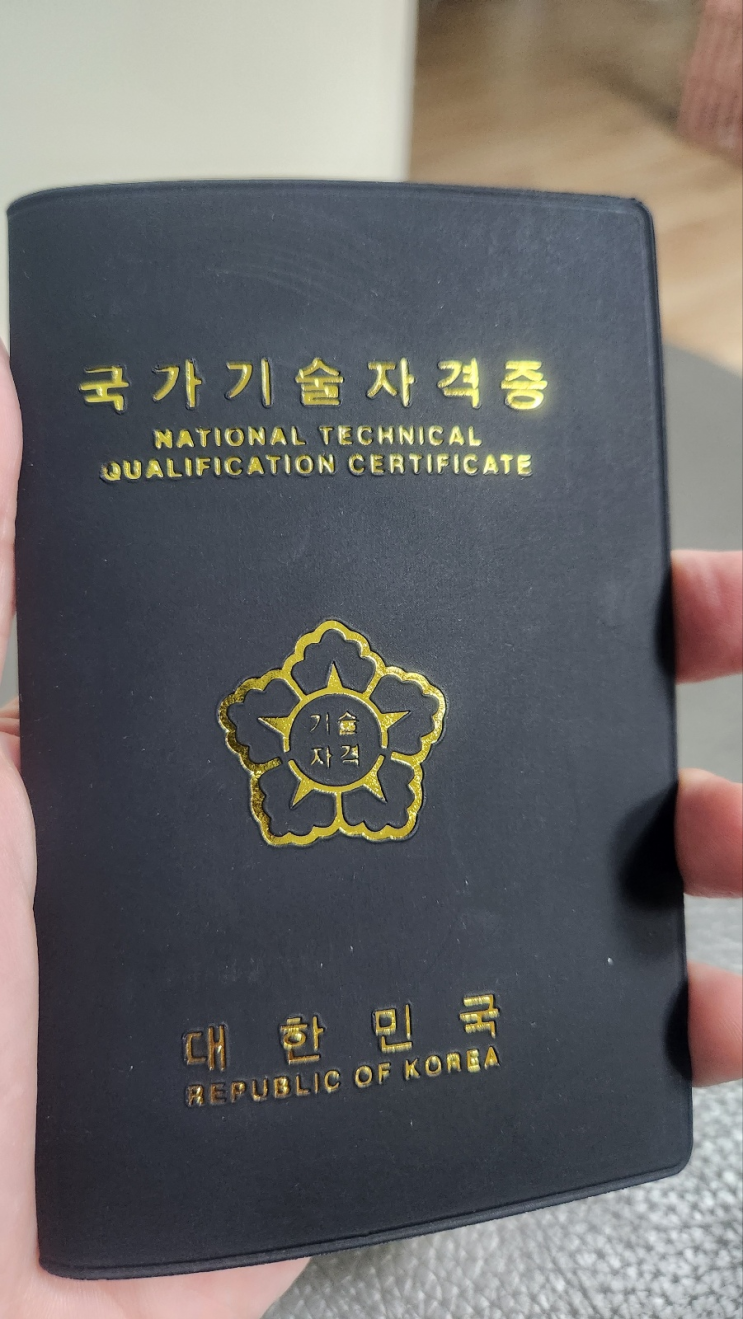 국가기술자격증
NATIONAL TECHNICAL
QUALIFICATION CERTIFICATE
기술
자격
대한민국
REPUBLIC OF KOREA